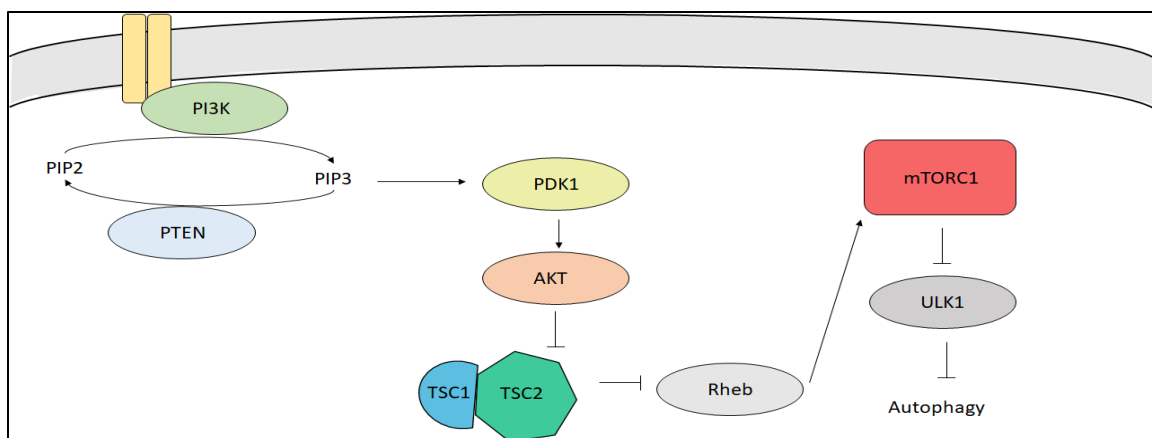 PI3K
PIP2
PIP3
PTEN
PDK1
AKT
TSC1
TSC2
Rheb
mTORC1
ULK1
Autophagy